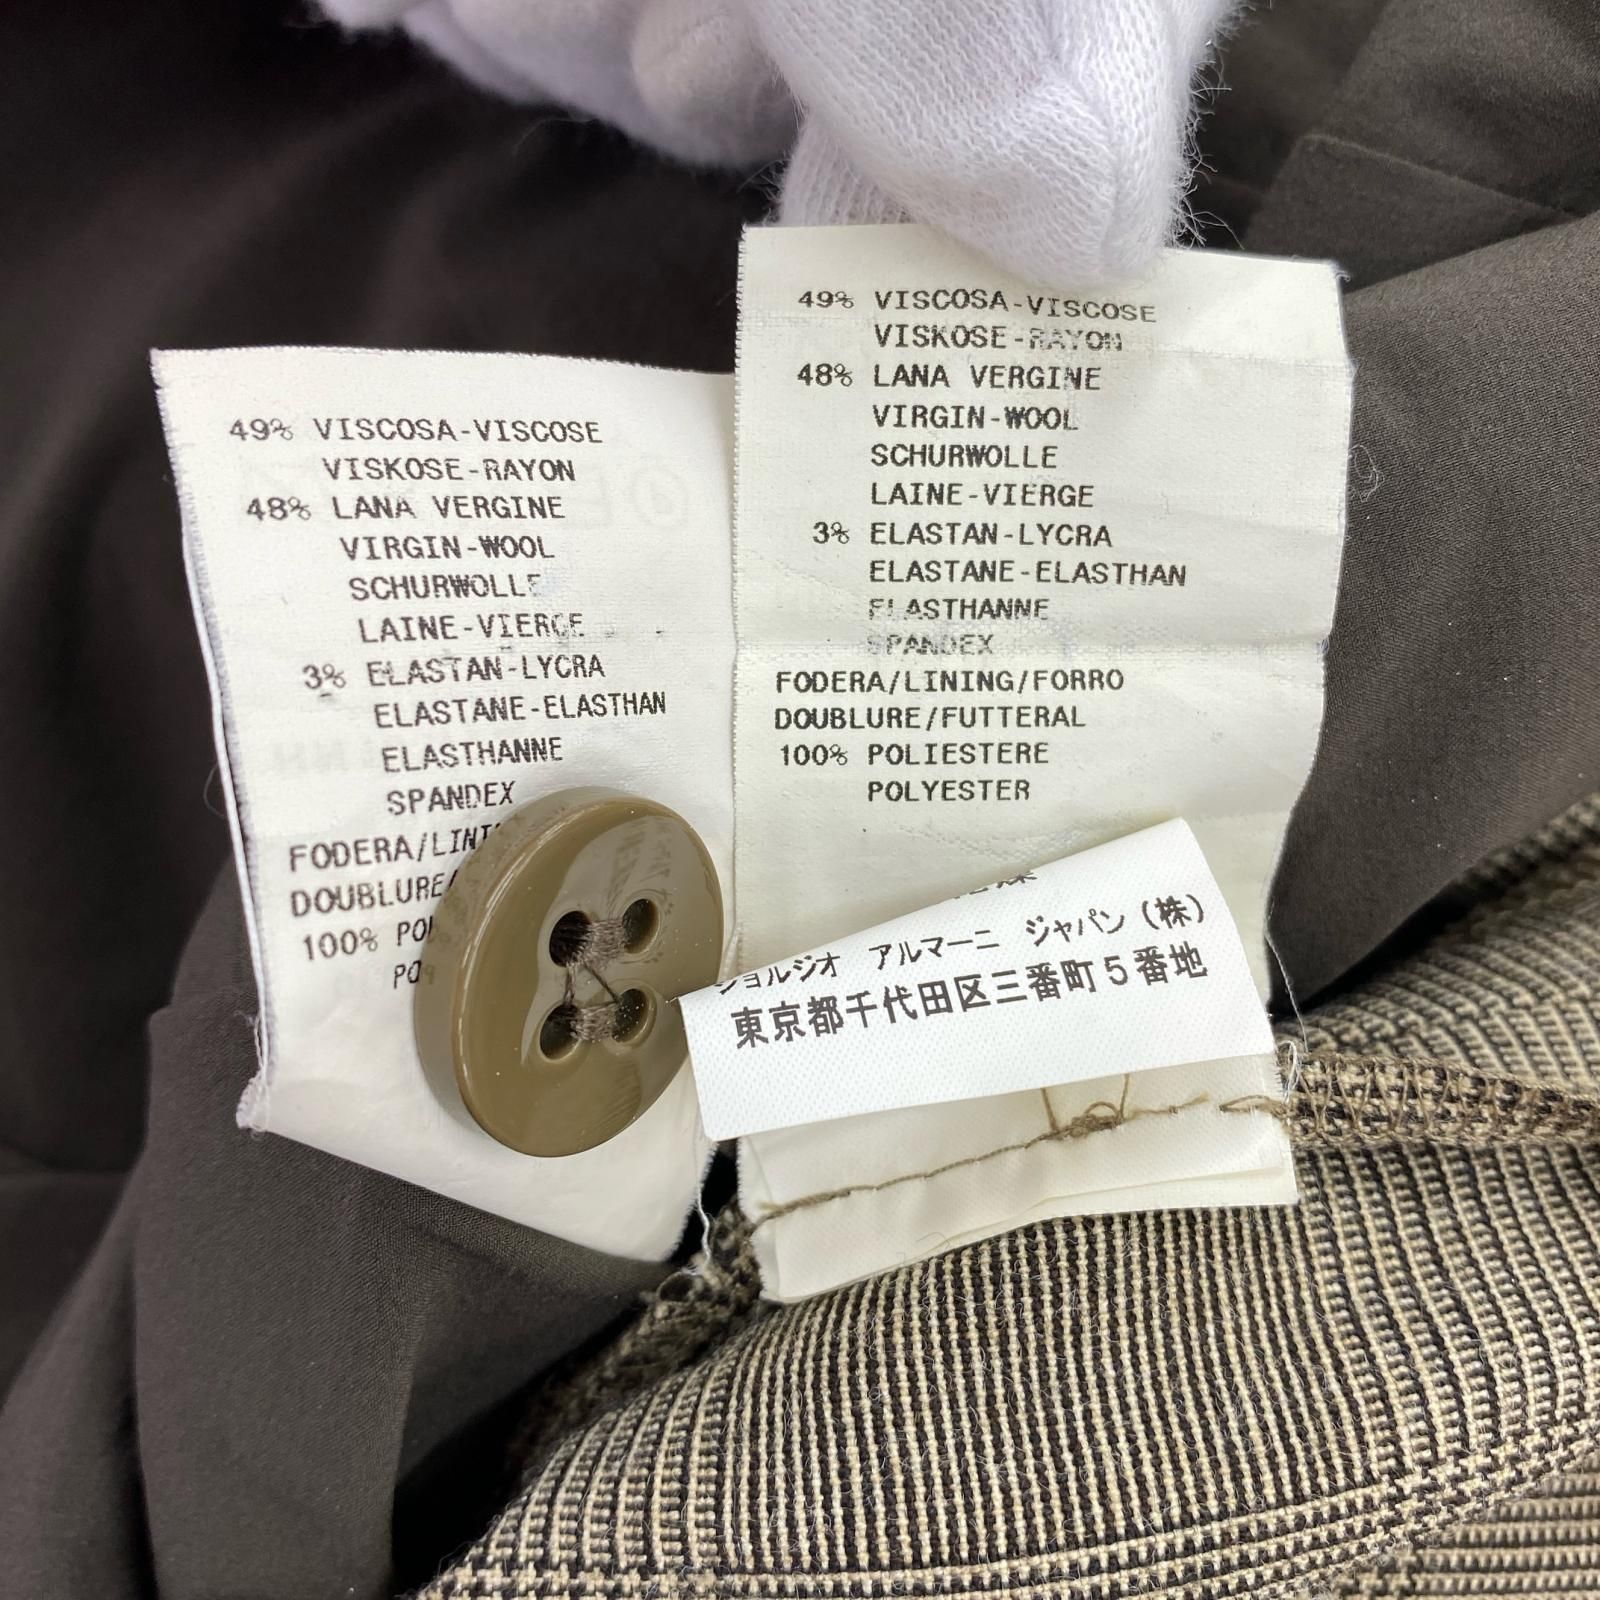 49% VISCOSA-VISCOSE
VISKOSE-RAYON
48% LANA VERGINE
VIRGIN-WOOL
SCHURWOLLE
LAINE-VIERGE
3% ELASTAN-LYCRA
ELASTANE-ELASTHAN
ELASTHANNE
SPANDEX
FODERA/LINI
DOUBLURE/
100% PO
PO
49% VISCOSA-VISCOSE
VISKOSE-RAYON
48% LANA VERGINE
VIRGIN-WOOL
SCHURWOLLE
LAINE-VIERGE
3% ELASTAN-LYCRA
ELASTANE-ELASTHAN
ELASTHANNE
SPANDEX
FODERA/LINING/FORRO
DOUBLURE/FUTTERAL
100% POLIESTERE
POLYESTER
ジョルジオ アルマーニ ジャパン(株)
東京都千代田区三番町5番地